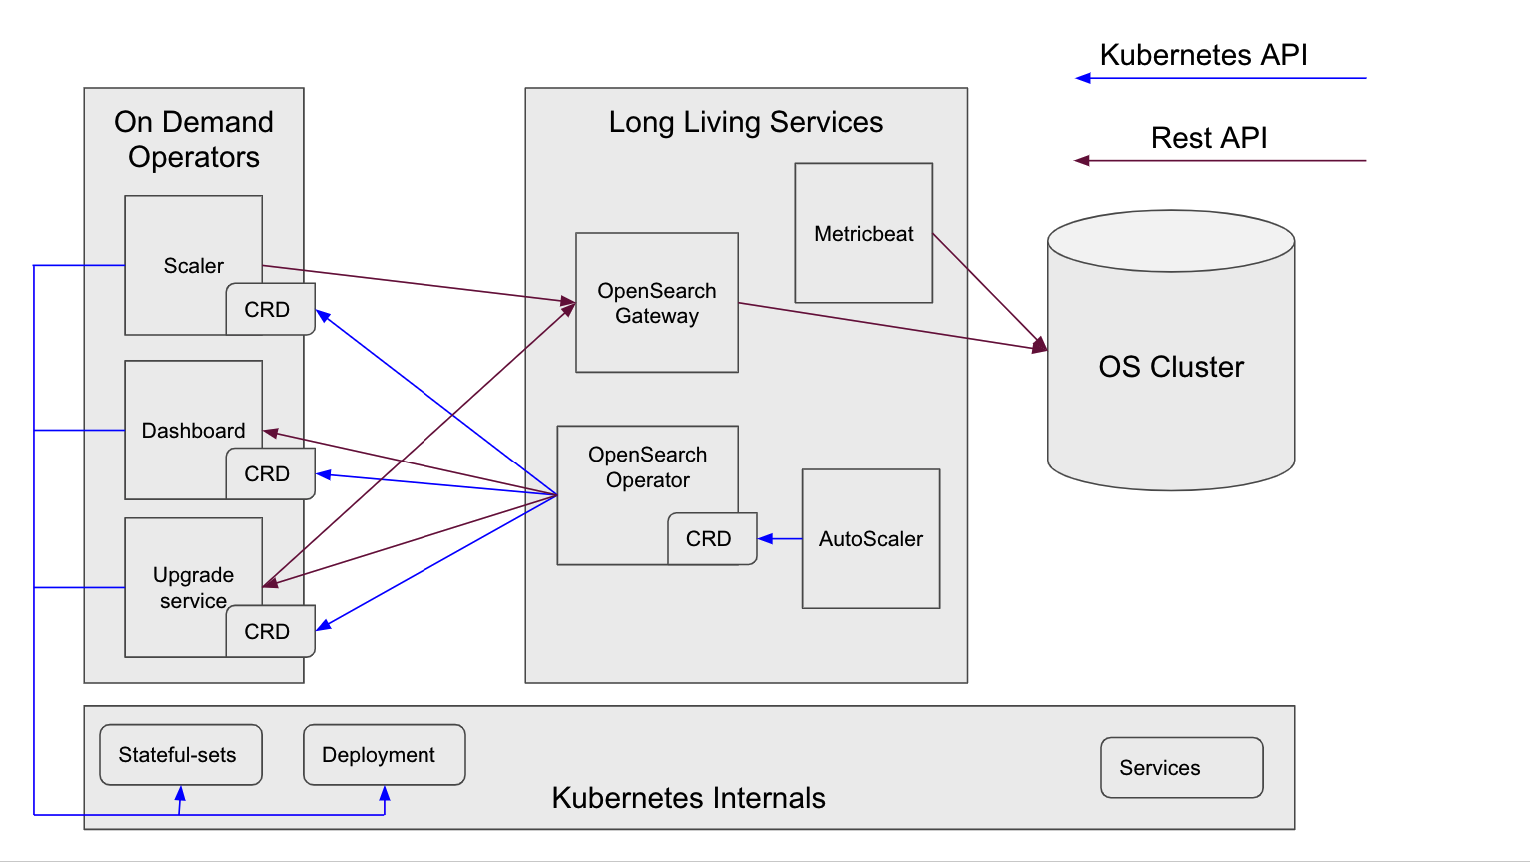 Kubernetes API
Rest API
On Demand
Operators
Scaler
CRD
Dashboard
CRD
Upgrade
service
CRD
Long Living Services
Metricbeat
OpenSearch
Gateway
OpenSearch
Operator
CRD
AutoScaler
OS Cluster
Stateful-sets
Deployment
Kubernetes Internals
Services